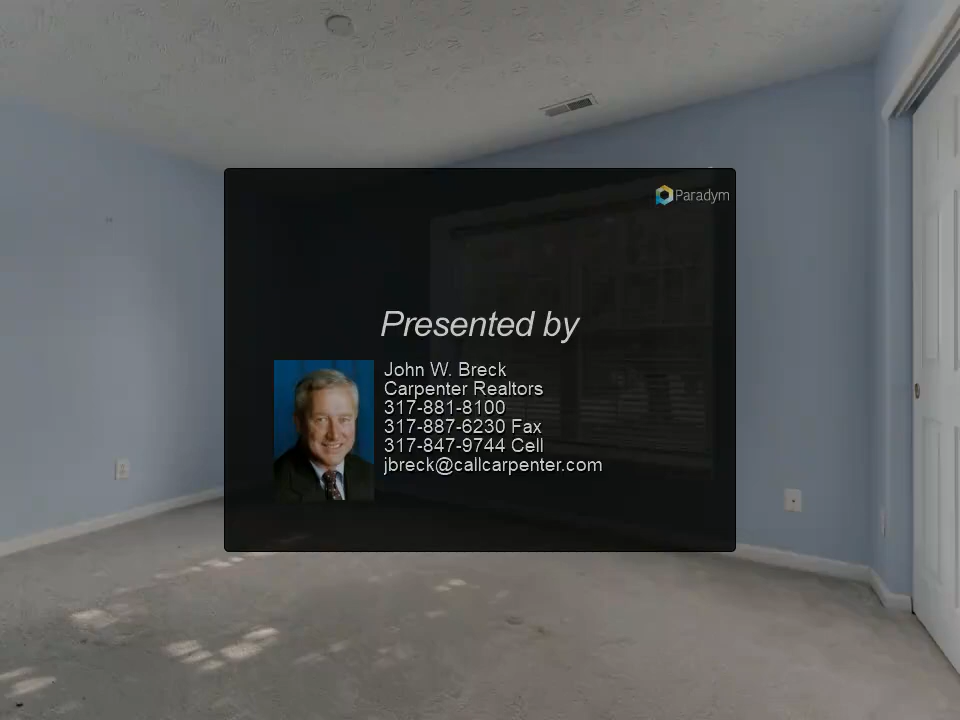 Paradym
Presented by
John W. Breck
Carpenter Realtors
317-881-8100
317-887-6230 Fax
317-847-9744 Cell
jbreck@callcarpenter.com